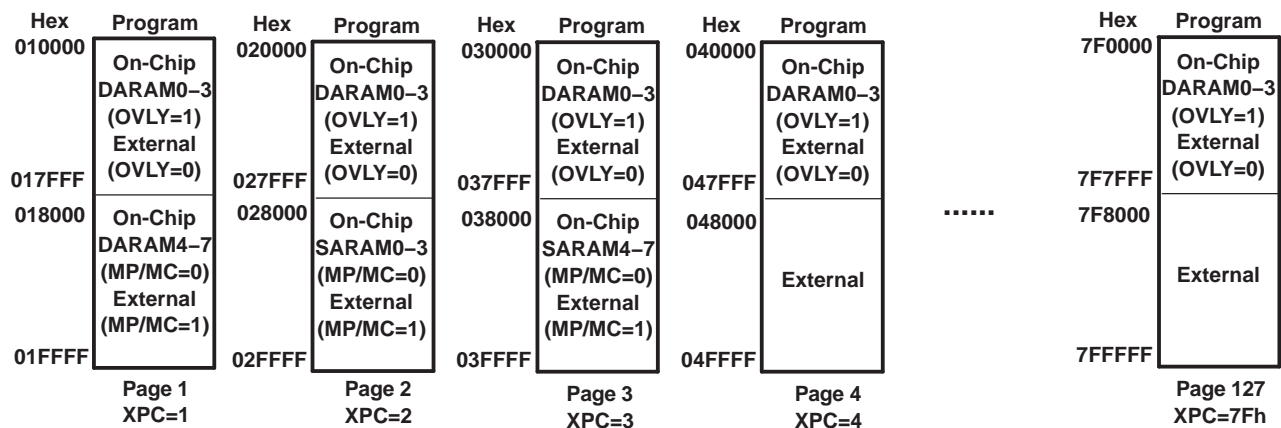 Hex Program
010000
On-Chip
DARAM0–3
(OVLY=1)
External
(OVLY=0)
017FFF
018000
On-Chip
DARAM4–7
(MP/MC=0)
External
(MP/MC=1)
01FFFF
Page 1
XPC=1
Hex Program
020000
On-Chip
DARAM0–3
(OVLY=1)
External
(OVLY=0)
027FFF
028000
On-Chip
SARAM0–3
(MP/MC=0)
External
(MP/MC=1)
02FFFF
Page 2
XPC=2
Hex Program
030000
On-Chip
DARAM0–3
(OVLY=1)
External
(OVLY=0)
037FFF
038000
On-Chip
SARAM4–7
(MP/MC=0)
External
(MP/MC=1)
03FFFF
Page 3
XPC=3
Hex Program
040000
On-Chip
DARAM0–3
(OVLY=1)
External
(OVLY=0)
047FFF
048000
External
04FFFF
Page 4
XPC=4
......
Hex Program
7F0000
On-Chip
DARAM0–3
(OVLY=1)
External
(OVLY=0)
7F7FFF
7F8000
External
7FFFFF
Page 127
XPC=7Fh